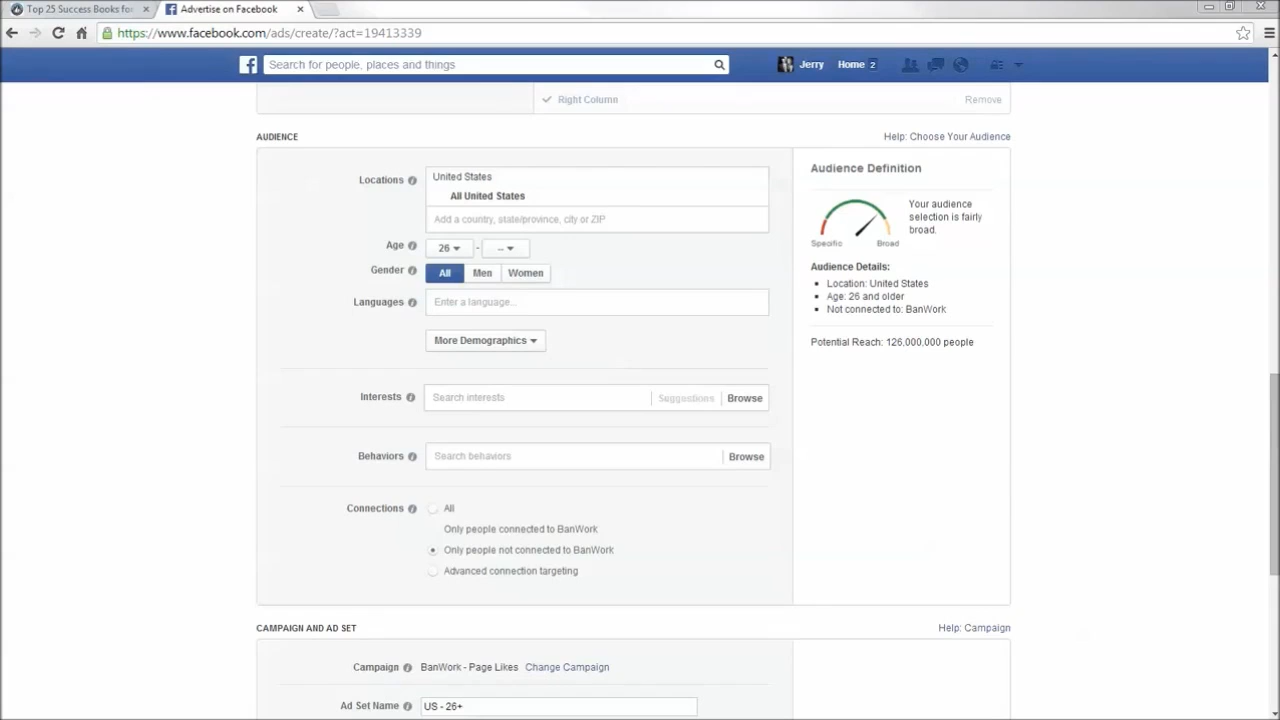 Top 25 Success Books for
Advertise on Facebook
https://www.facebook.com/ads/create/?act=19413339
Search for people, places and things
Jerry Home 2
Right Column Remove
AUDIENCE Help: Choose Your Audience
Locations United States
All United States
Add a country, state/province, city or ZIP
Age 26 - --
Gender All Men Women
Languages Enter a language...
More Demographics
Interests Search interests Suggestions Browse
Behaviors Search behaviors Browse
Connections All
Only people connected to BanWork
Only people not connected to BanWork
Advanced connection targeting
Audience Definition
Your audience
selection is fairly
broad.
Specific Broad
Audience Details:
Location: United States
Age: 26 and older
Not connected to: BanWork
Potential Reach: 126,000,000 people
CAMPAIGN AND AD SET Help: Campaign
Campaign BanWork - Page Likes Change Campaign
Ad Set Name US - 26+